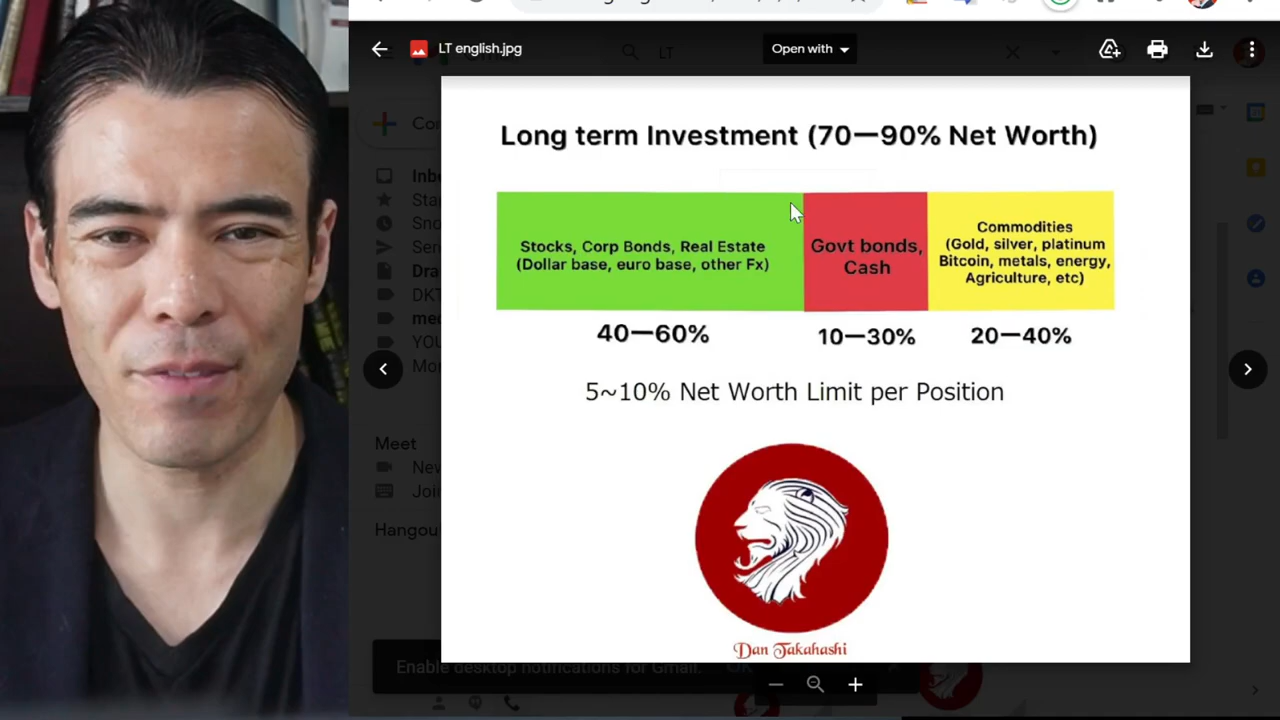 LT english.jpg
LT
Open with
Long term Investment (70—90% Net Worth)
Stocks, Corp Bonds, Real Estate
(Dollar base, euro base, other Fx)
Govt bonds,
Cash
Commodities
(Gold, silver, platinum
Bitcoin, metals, energy,
Agriculture, etc)
40—60%
10—30%
20—40%
5~10% Net Worth Limit per Position
Dan Takahashi
Meet
Enable desktop notifications for Gmail.
OK